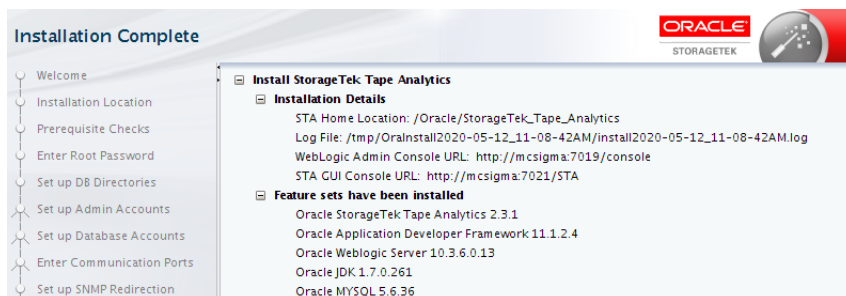 Installation Complete
ORACLE
STORAGETEK
Welcome
Installation Location
Prerequisite Checks
Enter Root Password
Set up DB Directories
Set up Admin Accounts
Set up Database Accounts
Enter Communication Ports
Set up SNMP Redirection
Install StorageTek Tape Analytics
Installation Details
STA Home Location: /Oracle/StorageTek_Tape_Analytics
Log File: /tmp/OraInstall2020-05-12_11-08-42AM/install2020-05-12_11-08-42AM.log
WebLogic Admin Console URL: http://mcsigma:7019/console
STA GUI Console URL: http://mcsigma:7021/STA
Feature sets have been installed
Oracle StorageTek Tape Analytics 2.3.1
Oracle Application Developer Framework 11.1.2.4
Oracle Weblogic Server 10.3.6.0.13
Oracle JDK 1.7.0.261
Oracle MYSQL 5.6.36